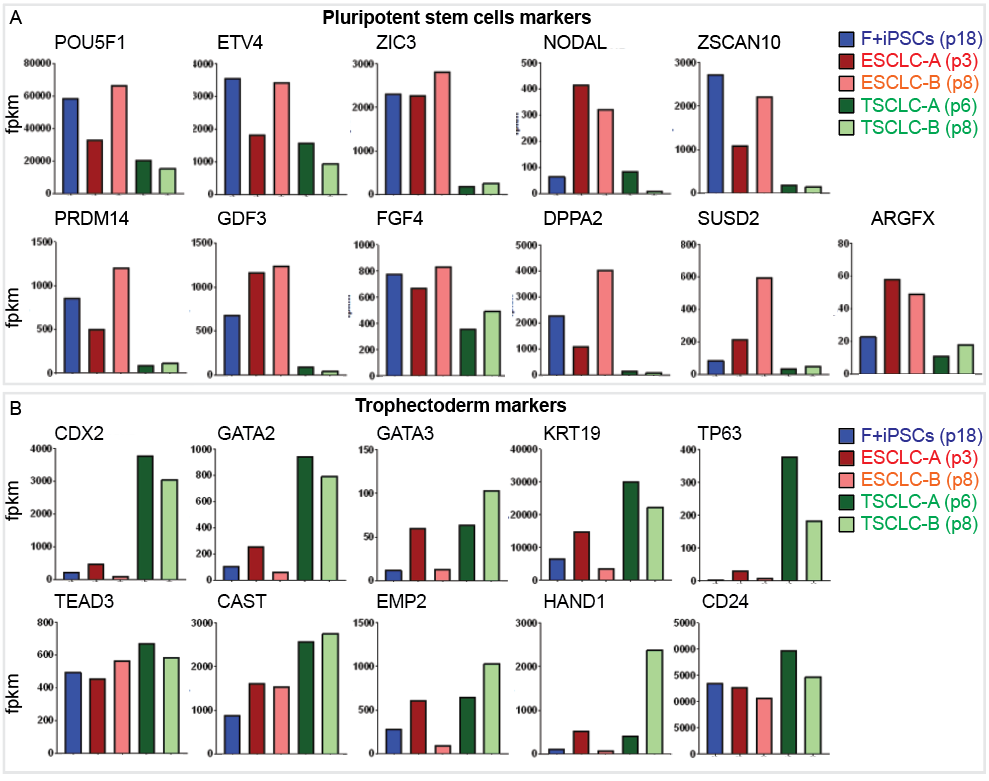 A
Pluripotent stem cells markers
POU5F1 ETV4 ZIC3 NODAL ZSCAN10
F+iPSCs (p18)
ESCLC-A (p3)
ESCLC-B (p8)
TSCLC-A (p6)
TSCLC-B (p8)
fpkm
80000 60000 40000 20000 0
4000 3000 2000 1000 0
3000 2000 1000 0
500 400 300 200 100 0
3000 2000 1000 0
PRDM14 GDF3 FGF4 DPPA2 SUSD2 ARGFX
fpkm
1500 1000 500 0
1500 1000 500 0
1000 800 600 400 200 0
5000 4000 3000 2000 1000 0
800 600 400 200 0
80 60 40 20 0
B
Trophectoderm markers
CDX2 GATA2 GATA3 KRT19 TP63
F+iPSCs (p18)
ESCLC-A (p3)
ESCLC-B (p8)
TSCLC-A (p6)
TSCLC-B (p8)
fpkm
4000 3000 2000 1000 0
1000 800 600 400 200 0
150 100 50 0
40000 30000 20000 10000 0
400 300 200 100 0
TEAD3 CAST EMP2 HAND1 CD24
fpkm
800 600 400 200 0
3000 2000 1000 0
1500 1000 500 0
3000 2000 1000 0
5000 0000 5000 0000 5000 0